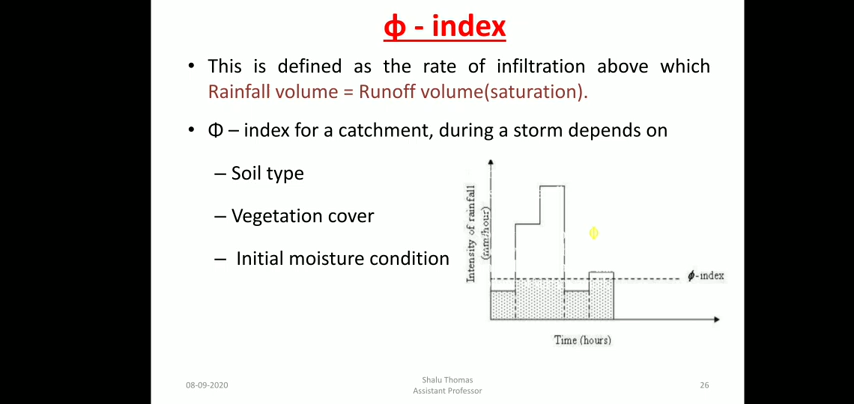 ф - index
• This is defined as the rate of infiltration above which
Rainfall volume = Runoff volume(saturation).
• Ф – index for a catchment, during a storm depends on
– Soil type
– Vegetation cover
– Initial moisture condition
Intensity of rainfall
(mm/hour)
Ф
ϕ-index
Time (hours)
08-09-2020
Shalu Thomas
Assistant Professor
26